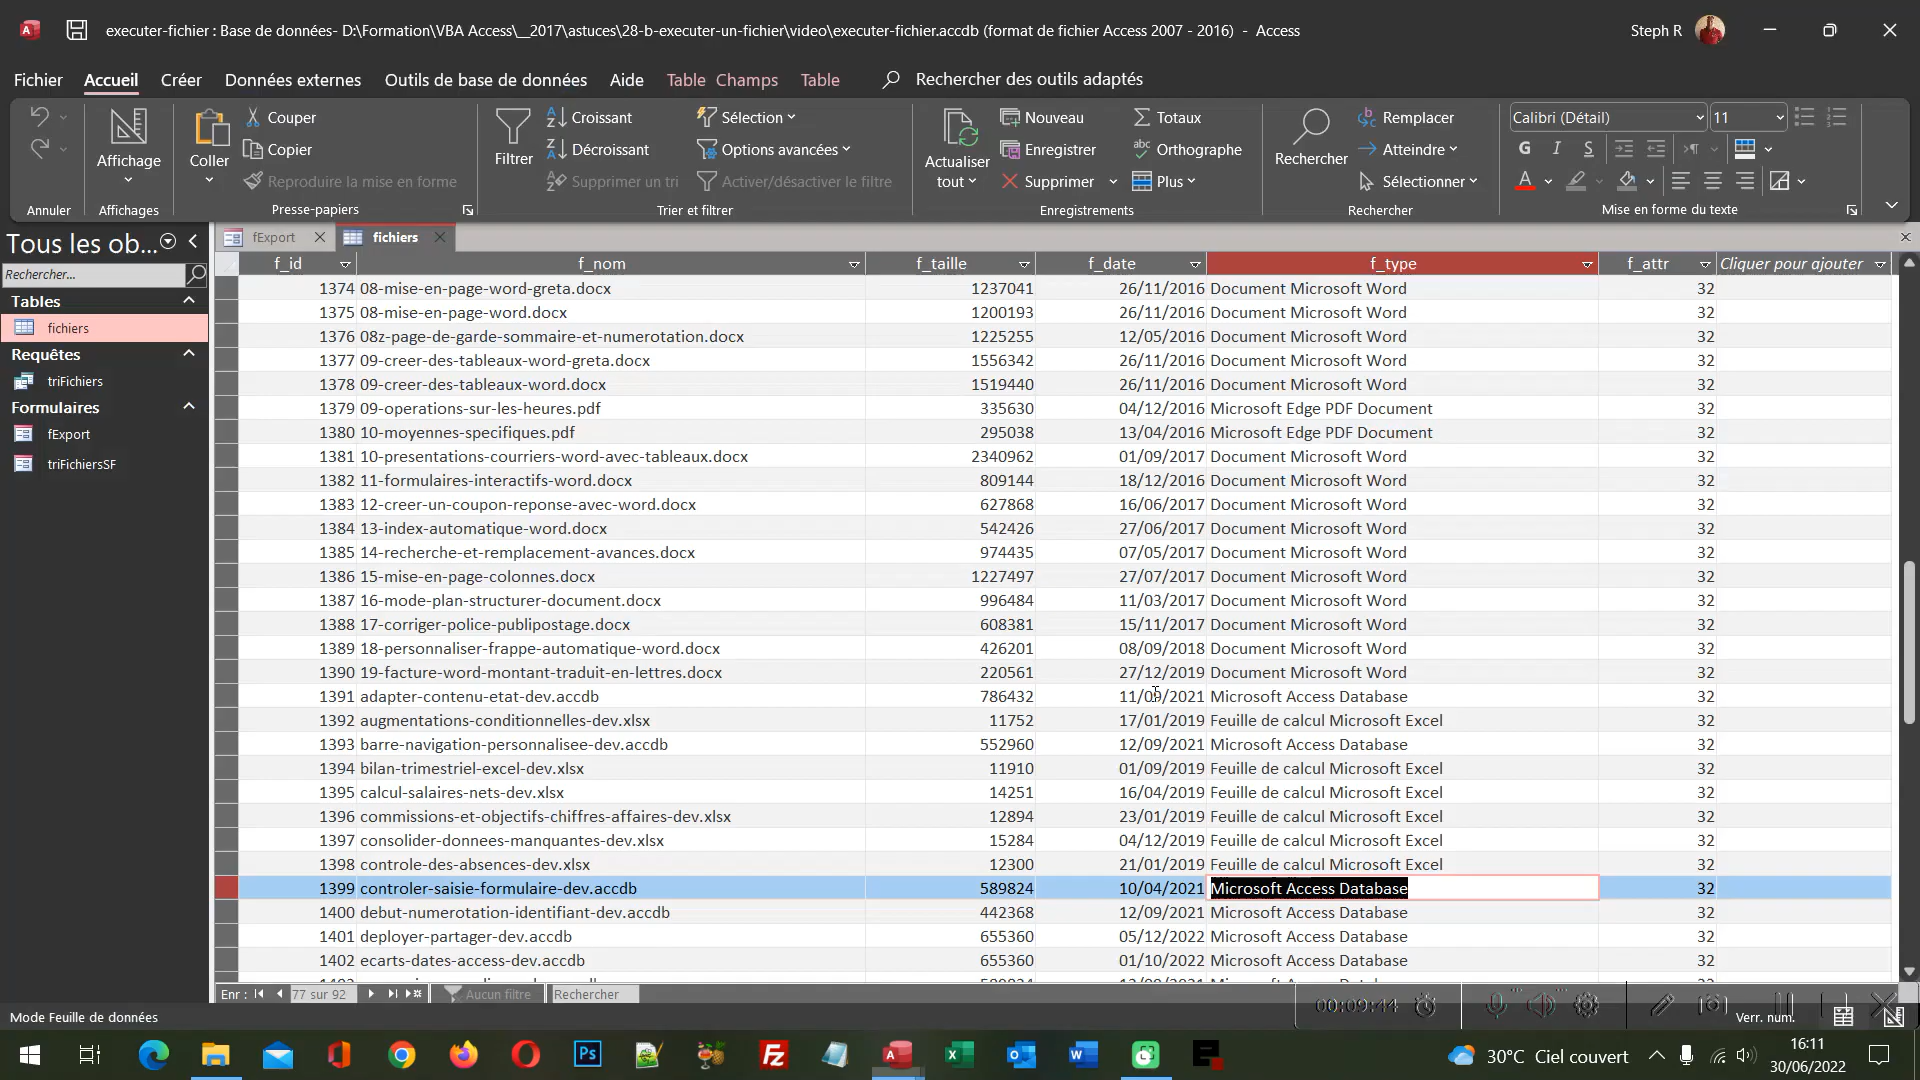 executer-fichier : Base de données- D:\Formation\VBA Access\__2017\astuces\28-b-executer-un-fichier\video\executer-fichier.accdb (format de fichier Access 2007 - 2016)  -  Access
Steph R
Fichier Accueil Créer Données externes Outils de base de données Aide Table Champs Table Rechercher des outils adaptés
Annuler
Affichage
Affichages
Coller
Couper
Copier
Reproduire la mise en forme
Presse-papiers
Filtrer
Croissant
Décroissant
Supprimer un tri
Sélection
Options avancées
Activer/désactiver le filtre
Trier et filtrer
Actualiser
tout
Nouveau
Enregistrer
Supprimer
Totaux
Orthographe
Plus
Enregistrements
Rechercher
Remplacer
Atteindre
Sélectionner
Rechercher
Calibri (Détail) 11
G I S
Mise en forme du texte
Tous les ob...
Rechercher...
Tables
fichiers
Requêtes
triFichiers
Formulaires
fExport
triFichiersSF
fExport fichiers
f_id f_nom f_taille f_date f_type f_attr Cliquer pour ajouter
1374 08-mise-en-page-word-greta.docx 1237041 26/11/2016 Document Microsoft Word 32
1375 08-mise-en-page-word.docx 1200193 26/11/2016 Document Microsoft Word 32
1376 08z-page-de-garde-sommaire-et-numerotation.docx 1225255 12/05/2016 Document Microsoft Word 32
1377 09-creer-des-tableaux-word-greta.docx 1556342 26/11/2016 Document Microsoft Word 32
1378 09-creer-des-tableaux-word.docx 1519440 26/11/2016 Document Microsoft Word 32
1379 09-operations-sur-les-heures.pdf 335630 04/12/2016 Microsoft Edge PDF Document 32
1380 10-moyennes-specifiques.pdf 295038 13/04/2016 Microsoft Edge PDF Document 32
1381 10-presentations-courriers-word-avec-tableaux.docx 2340962 01/09/2017 Document Microsoft Word 32
1382 11-formulaires-interactifs-word.docx 809144 18/12/2016 Document Microsoft Word 32
1383 12-creer-un-coupon-reponse-avec-word.docx 627868 16/06/2017 Document Microsoft Word 32
1384 13-index-automatique-word.docx 542426 27/06/2017 Document Microsoft Word 32
1385 14-recherche-et-remplacement-avances.docx 974435 07/05/2017 Document Microsoft Word 32
1386 15-mise-en-page-colonnes.docx 1227497 27/07/2017 Document Microsoft Word 32
1387 16-mode-plan-structurer-document.docx 996484 11/03/2017 Document Microsoft Word 32
1388 17-corriger-police-publipostage.docx 608381 15/11/2017 Document Microsoft Word 32
1389 18-personnaliser-frappe-automatique-word.docx 426201 08/09/2018 Document Microsoft Word 32
1390 19-facture-word-montant-traduit-en-lettres.docx 220561 27/12/2019 Document Microsoft Word 32
1391 adapter-contenu-etat-dev.accdb 786432 11/09/2021 Microsoft Access Database 32
1392 augmentations-conditionnelles-dev.xlsx 11752 17/01/2019 Feuille de calcul Microsoft Excel 32
1393 barre-navigation-personnalisee-dev.accdb 552960 12/09/2021 Microsoft Access Database 32
1394 bilan-trimestriel-excel-dev.xlsx 11910 01/09/2019 Feuille de calcul Microsoft Excel 32
1395 calcul-salaires-nets-dev.xlsx 14251 16/04/2019 Feuille de calcul Microsoft Excel 32
1396 commissions-et-objectifs-chiffres-affaires-dev.xlsx 12894 23/01/2019 Feuille de calcul Microsoft Excel 32
1397 consolider-donnees-manquantes-dev.xlsx 15284 04/12/2019 Feuille de calcul Microsoft Excel 32
1398 controle-des-absences-dev.xlsx 12300 21/01/2019 Feuille de calcul Microsoft Excel 32
1399 controler-saisie-formulaire-dev.accdb 589824 10/04/2021 Microsoft Access Database 32
1400 debut-numerotation-identifiant-dev.accdb 442368 12/09/2021 Microsoft Access Database 32
1401 deployer-partager-dev.accdb 655360 05/12/2022 Microsoft Access Database 32
1402 ecarts-dates-access-dev.accdb 655360 01/10/2022 Microsoft Access Database 32
Enr : 77 sur 92 Aucun filtre Rechercher
00:09:44
Mode Feuille de données
Verr. num.
30°C Ciel couvert
16:11
30/06/2022